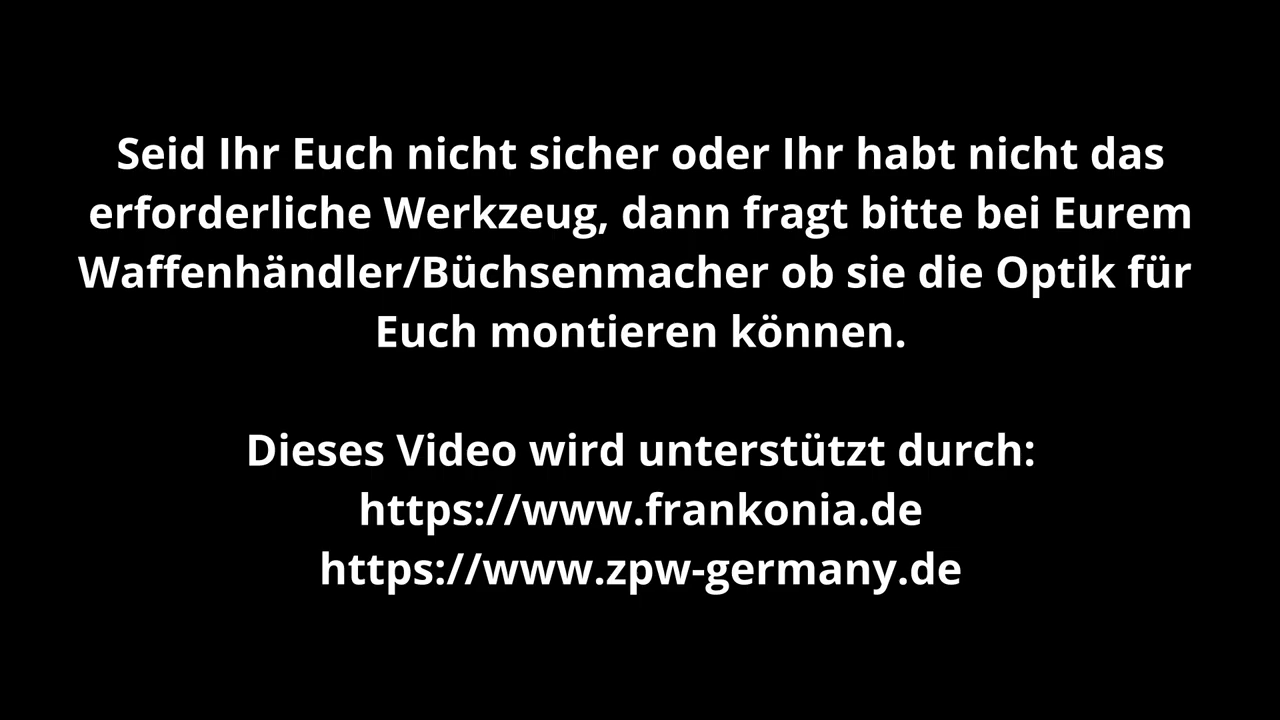 Seid Ihr Euch nicht sicher oder Ihr habt nicht das
erforderliche Werkzeug, dann fragt bitte bei Eurem
Waffenhändler/Büchsenmacher ob sie die Optik für
Euch montieren können.
Dieses Video wird unterstützt durch:
https://www.frankonia.de
https://www.zpw-germany.de